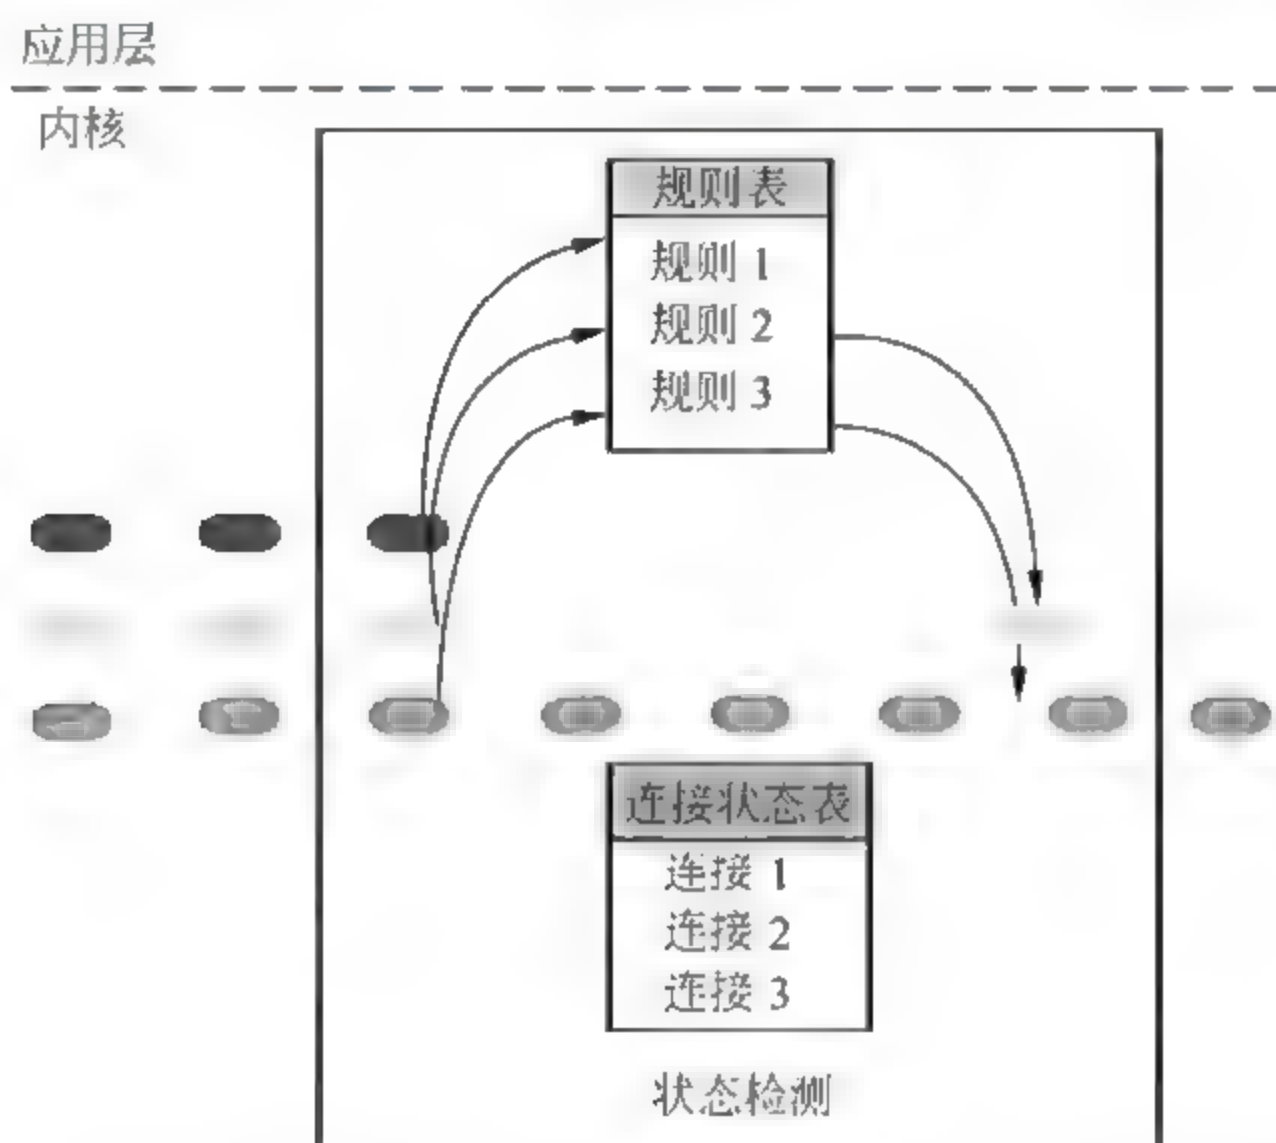 应用层
内核
规则表
规则 1
规则 2
规则 3
连接状态表
连接 1
连接 2
连接 3
状态检测